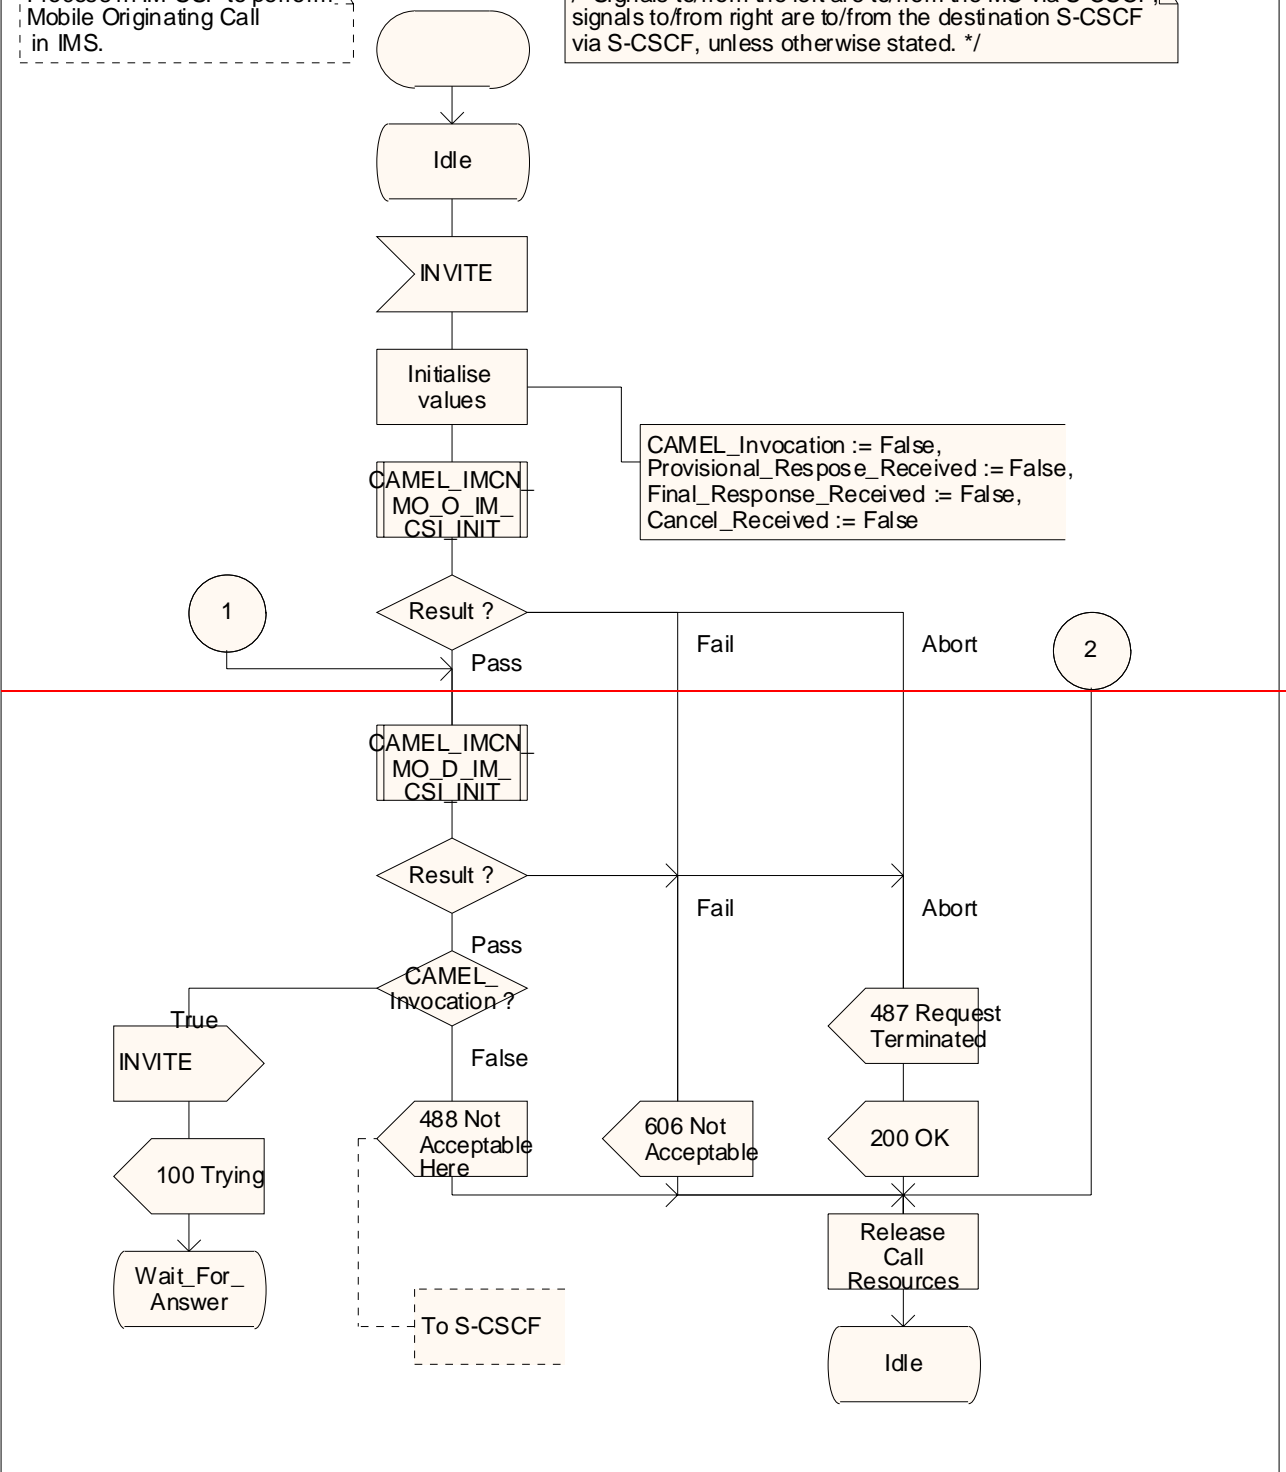 Mobile Originating Call
in IMS.
signals to/from right are to/from the destination S-CSCF
via S-CSCF, unless otherwise stated. */
Idle
INVITE
Initialise
values
CAMEL_Invocation := False,
Provisional_Respose_Received := False,
Final_Response_Received := False,
Cancel_Received := False
CAMEL_IMCN_
MO_O_IM_
CSI_INIT
1
Result ?
Fail
Abort
2
Pass
CAMEL_IMCN_
MO_D_IM_
CSI_INIT
Result ?
Fail
Abort
Pass
CAMEL_
Invocation ?
True
False
INVITE
487 Request
Terminated
488 Not
Acceptable
Here
606 Not
Acceptable
200 OK
100 Trying
Release
Call
Resources
Wait_For_
Answer
To S-CSCF
Idle